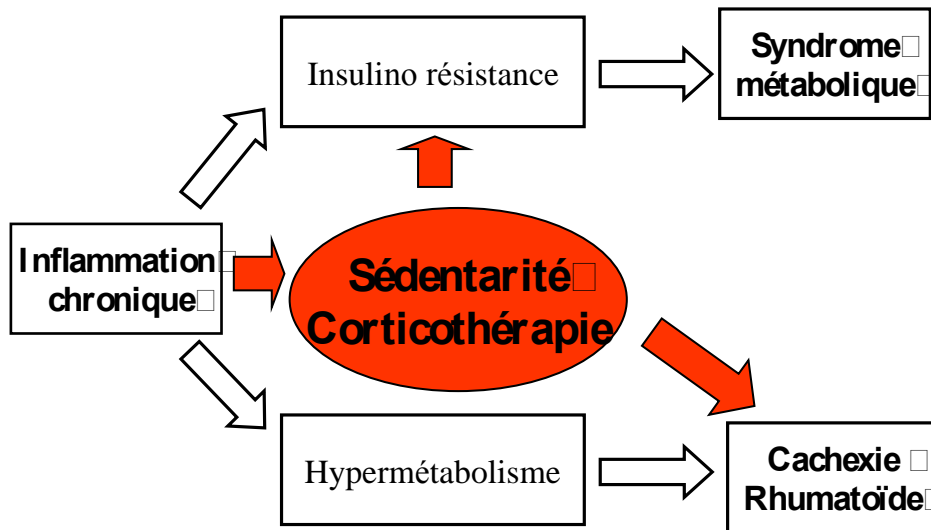 Insulino résistance
Syndrome
métabolique
Inflammation
chronique
Sédentarité
Corticothérapie
Hypermétabolisme
Cachexie
Rhumatoïde